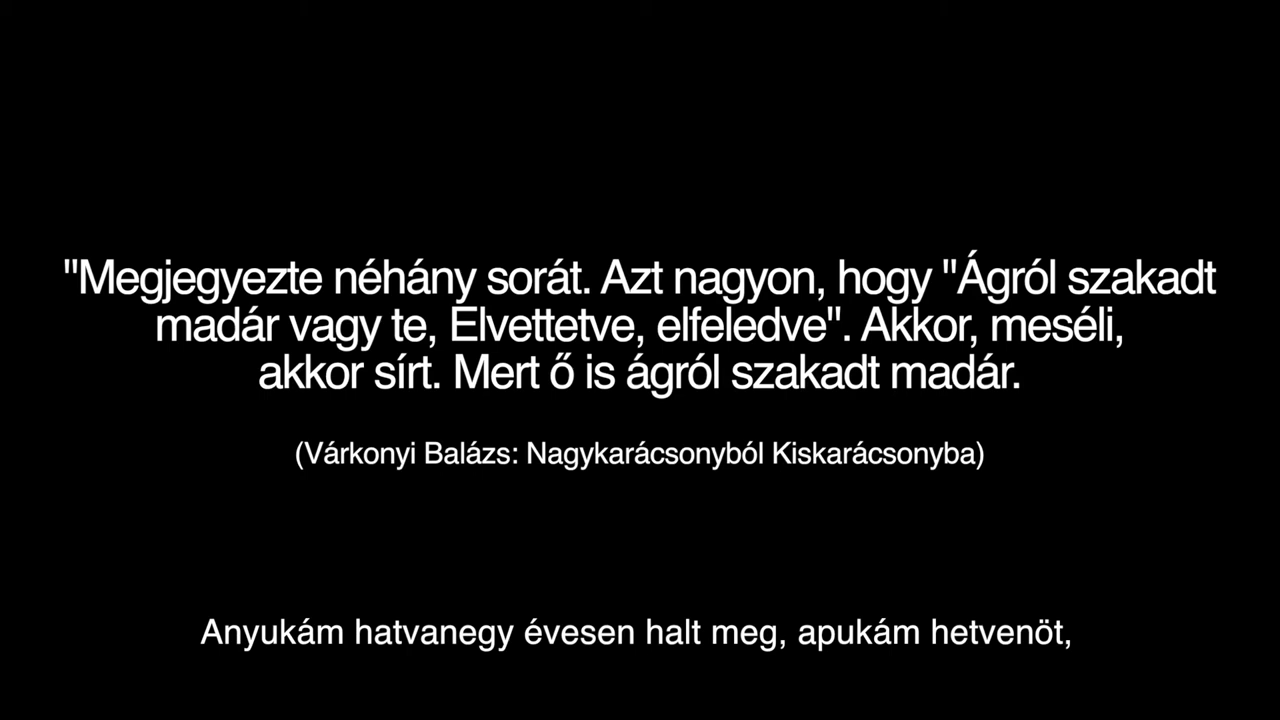 "Megjegyezte néhány sorát. Azt nagyon, hogy "Ágról szakadt
madár vagy te, Elvettetve, elfeledve". Akkor, meséli,
akkor sírt. Mert ő is ágról szakadt madár.
(Várkonyi Balázs: Nagykarácsonyból Kiskarácsonyba)
Anyukám hatvanegy évesen halt meg, apukám hetvenöt,